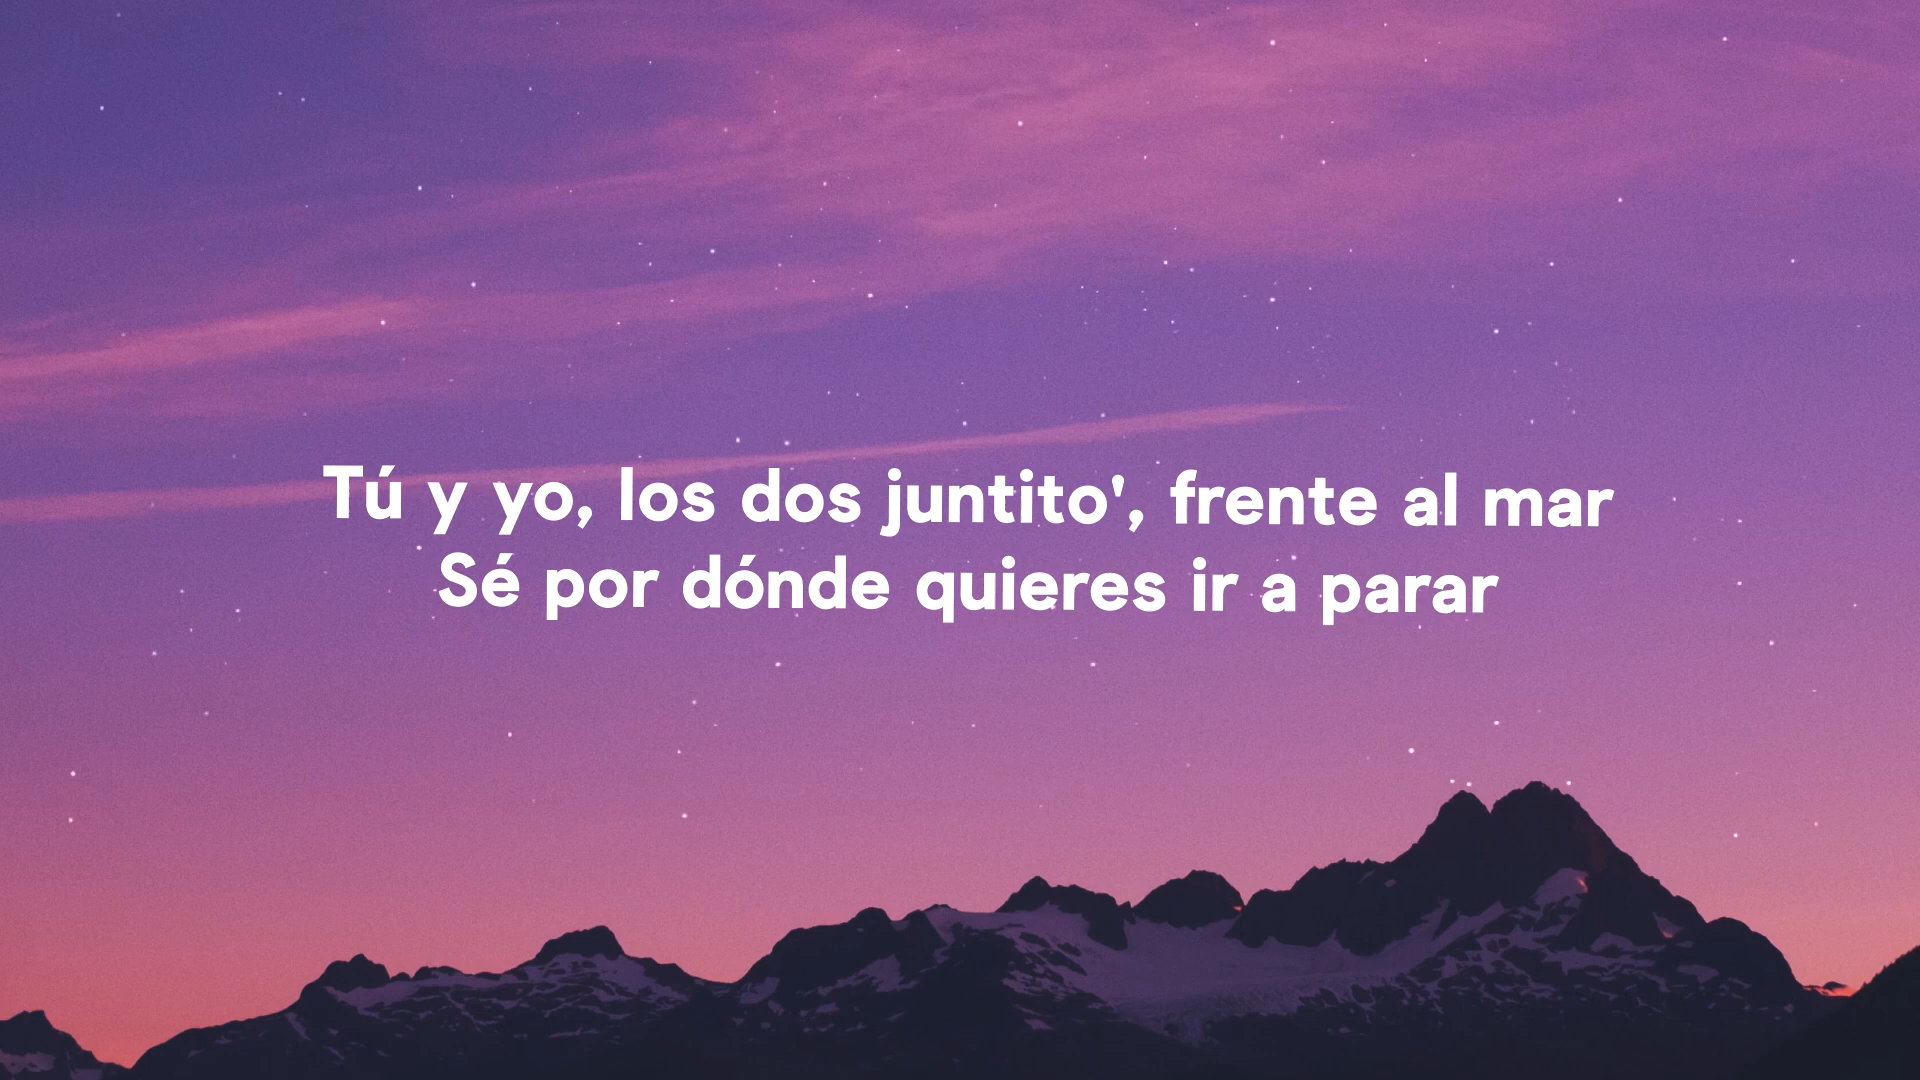 Tú y yo, los dos juntito', frente al mar
Sé por dónde quieres ir a parar